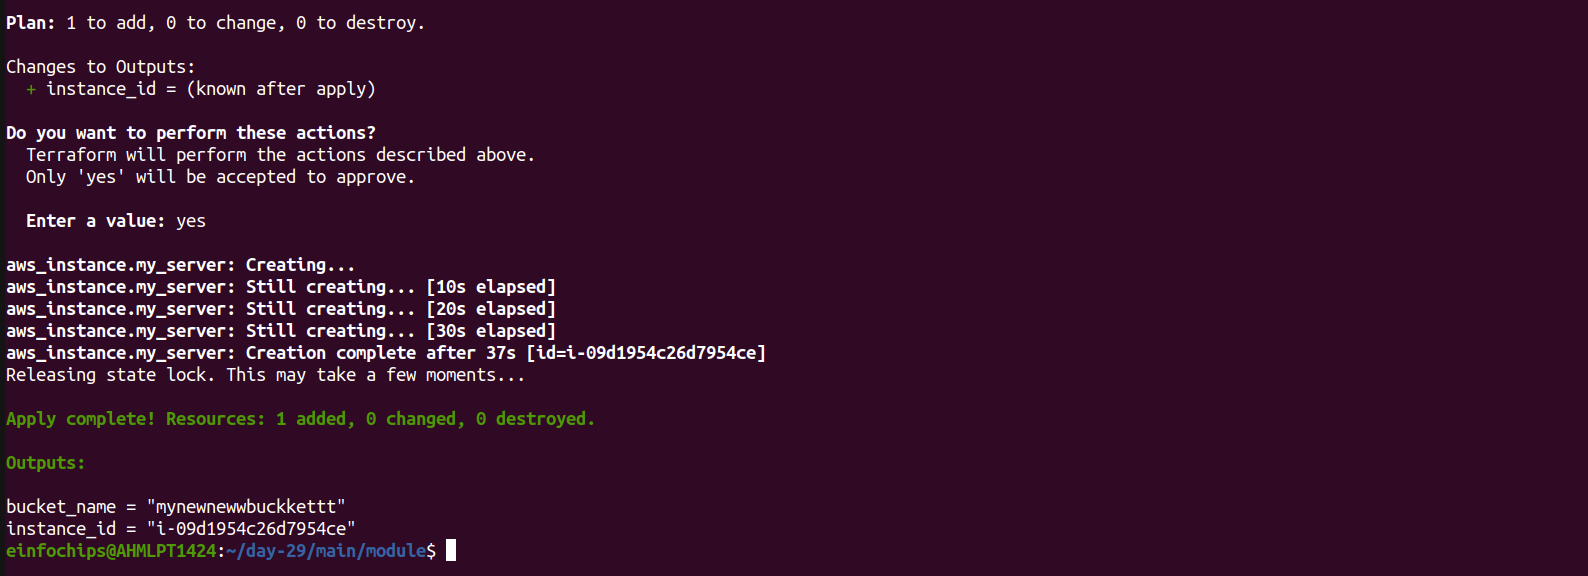 Plan: 1 to add, 0 to change, 0 to destroy.
Changes to Outputs:
+ instance_id = (known after apply)
Do you want to perform these actions?
Terraform will perform the actions described above.
Only 'yes' will be accepted to approve.
Enter a value: yes
aws_instance.my_server: Creating...
aws_instance.my_server: Still creating... [10s elapsed]
aws_instance.my_server: Still creating... [20s elapsed]
aws_instance.my_server: Still creating... [30s elapsed]
aws_instance.my_server: Creation complete after 37s [id=i-09d1954c26d7954ce]
Releasing state lock. This may take a few moments...
Apply complete! Resources: 1 added, 0 changed, 0 destroyed.
Outputs:
bucket_name = "mynewnewwbuckkettt"
instance_id = "i-09d1954c26d7954ce"
einfochips@AHMLPT1424:~/day-29/main/module$